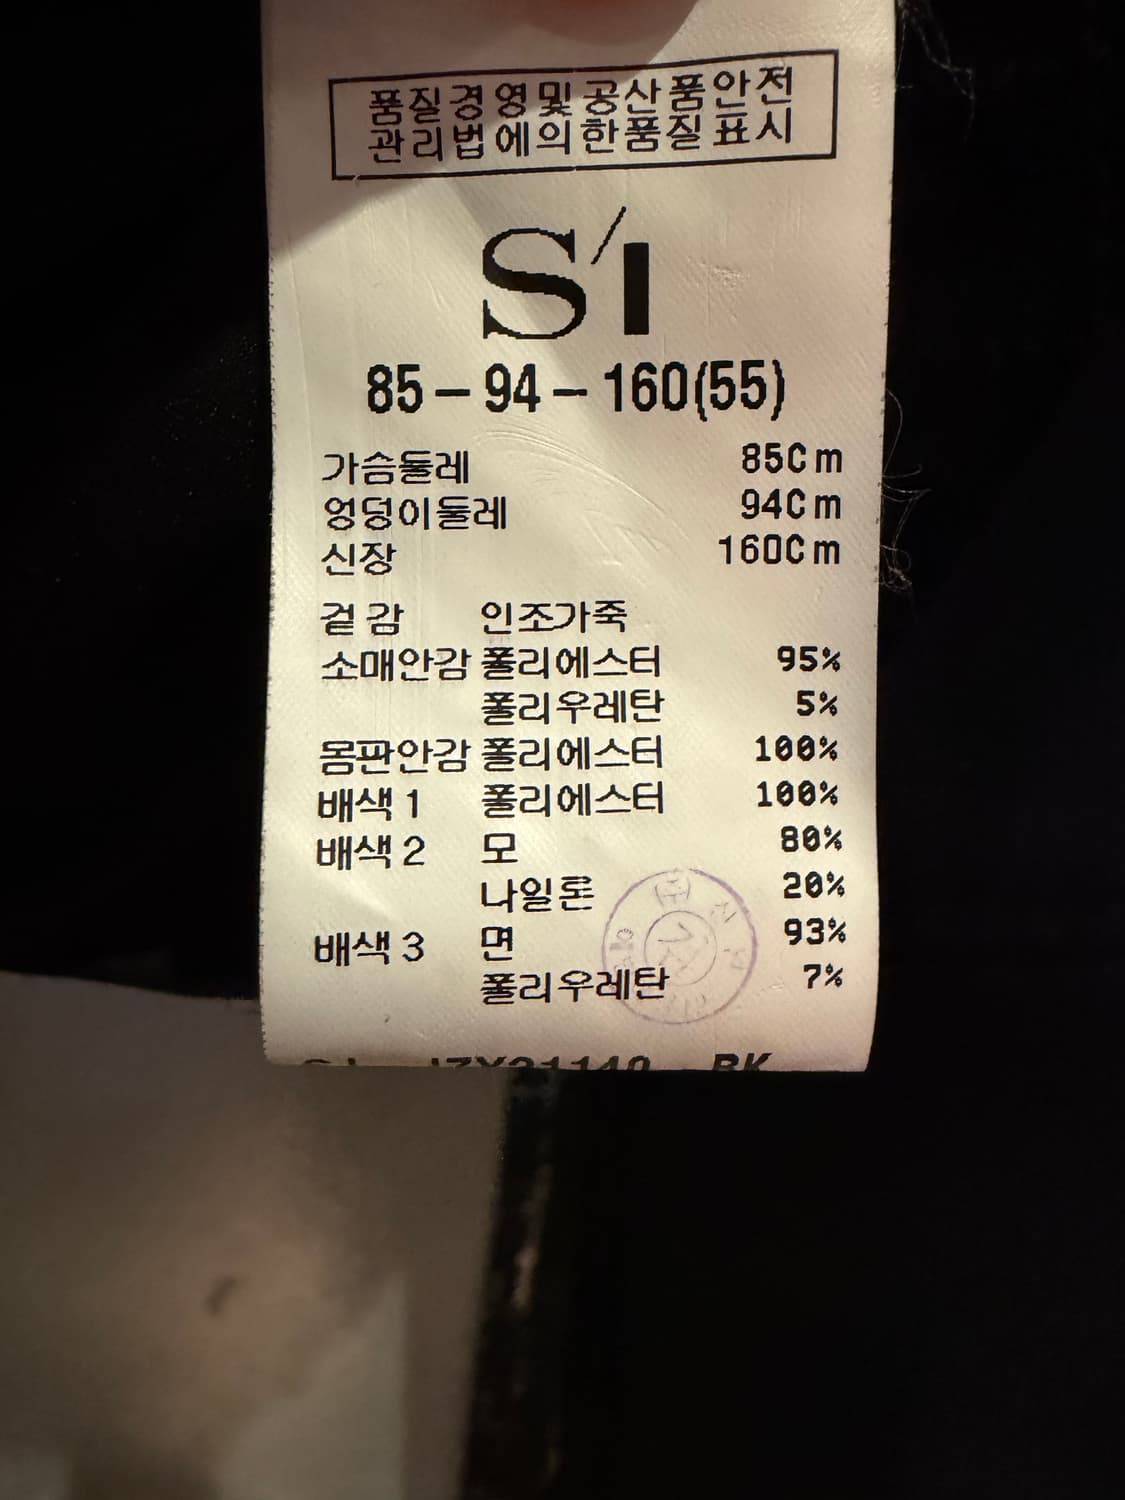 품질경영및공산품안전
관리법에의한품질표시
S/I
85-94-160(55)
가슴둘레 85Cm
엉덩이둘레 94Cm
신장 160Cm
겉감 인조가죽
소매안감 폴리에스터 95%
폴리우레탄 5%
몸판안감 폴리에스터 100%
배색1 폴리에스터 100%
배색2 모 80%
나일론 20%
배색3 면 93%
폴리우레탄 7%
BK